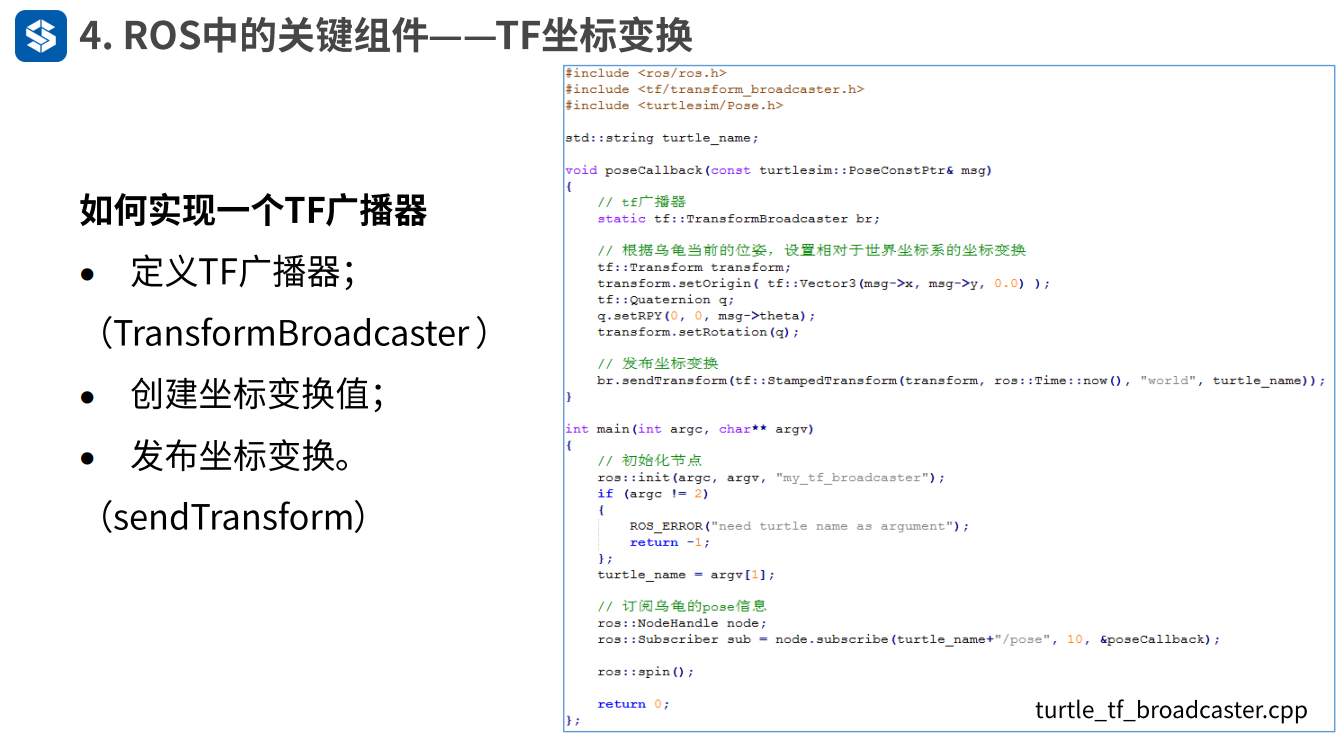 4. ROS中的关键组件——TF坐标变换
如何实现一个TF广播器
● 定义TF广播器；
（TransformBroadcaster ）
● 创建坐标变换值；
● 发布坐标变换。
（sendTransform）
#include <ros/ros.h>
#include <tf/transform_broadcaster.h>
#include <turtlesim/Pose.h>
std::string turtle_name;
void poseCallback(const turtlesim::PoseConstPtr& msg)
{
    // tf广播器
    static tf::TransformBroadcaster br;
    // 根据乌龟当前的位姿，设置相对于世界坐标系的坐标变换
    tf::Transform transform;
    transform.setOrigin( tf::Vector3(msg->x, msg->y, 0.0) );
    tf::Quaternion q;
    q.setRPY(0, 0, msg->theta);
    transform.setRotation(q);
    // 发布坐标变换
    br.sendTransform(tf::StampedTransform(transform, ros::Time::now(), "world", turtle_name));
}
int main(int argc, char** argv)
{
    // 初始化节点
    ros::init(argc, argv, "my_tf_broadcaster");
    if (argc != 2)
    {
        ROS_ERROR("need turtle name as argument");
        return -1;
    };
    turtle_name = argv[1];
    // 订阅乌龟的pose信息
    ros::NodeHandle node;
    ros::Subscriber sub = node.subscribe(turtle_name+"/pose", 10, &poseCallback);
    ros::spin();
    return 0;
};
turtle_tf_broadcaster.cpp